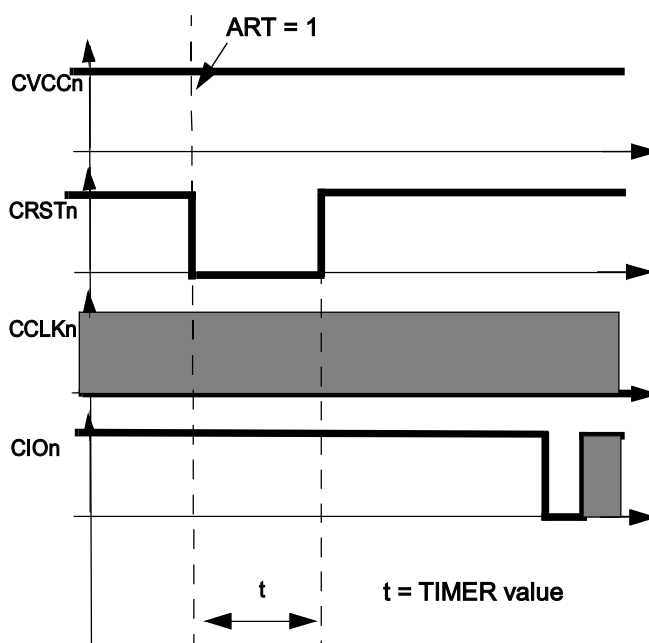 ART = 1
CVCCn
CRSTn
CCLKn
CIOn
t
t = TIMER value